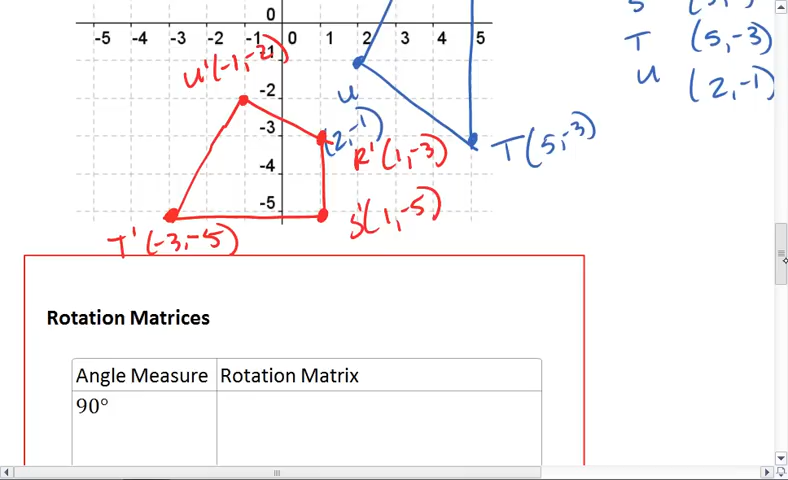 0
-5 -4 -3 -2 -1 0 1 2 3 4 5
-1
-2
-3
-4
-5
U'(-1,-2)
U
(2,-1)
R'(1,-3)
S'(1,-5)
T'(-3,-5)
T(5,-3)
T (5,-3)
U (2,-1)
Rotation Matrices
Angle Measure Rotation Matrix
90°